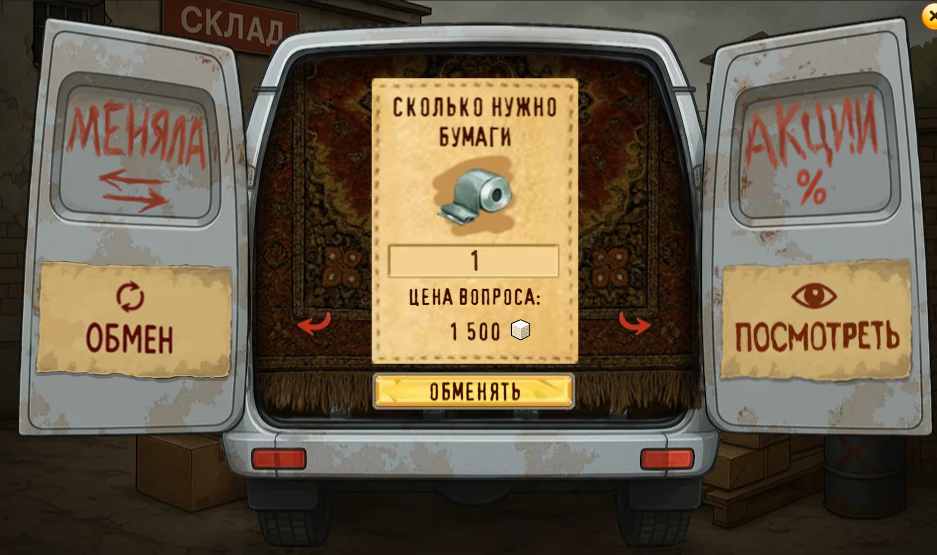 СКЛАД
МЕНЯЛА
ОБМЕН
СКОЛЬКО НУЖНО
БУМАГИ
1
ЦЕНА ВОПРОСА:
1 500
ОБМЕНЯТЬ
АКЦИИ
%
ПОСМОТРЕТЬ